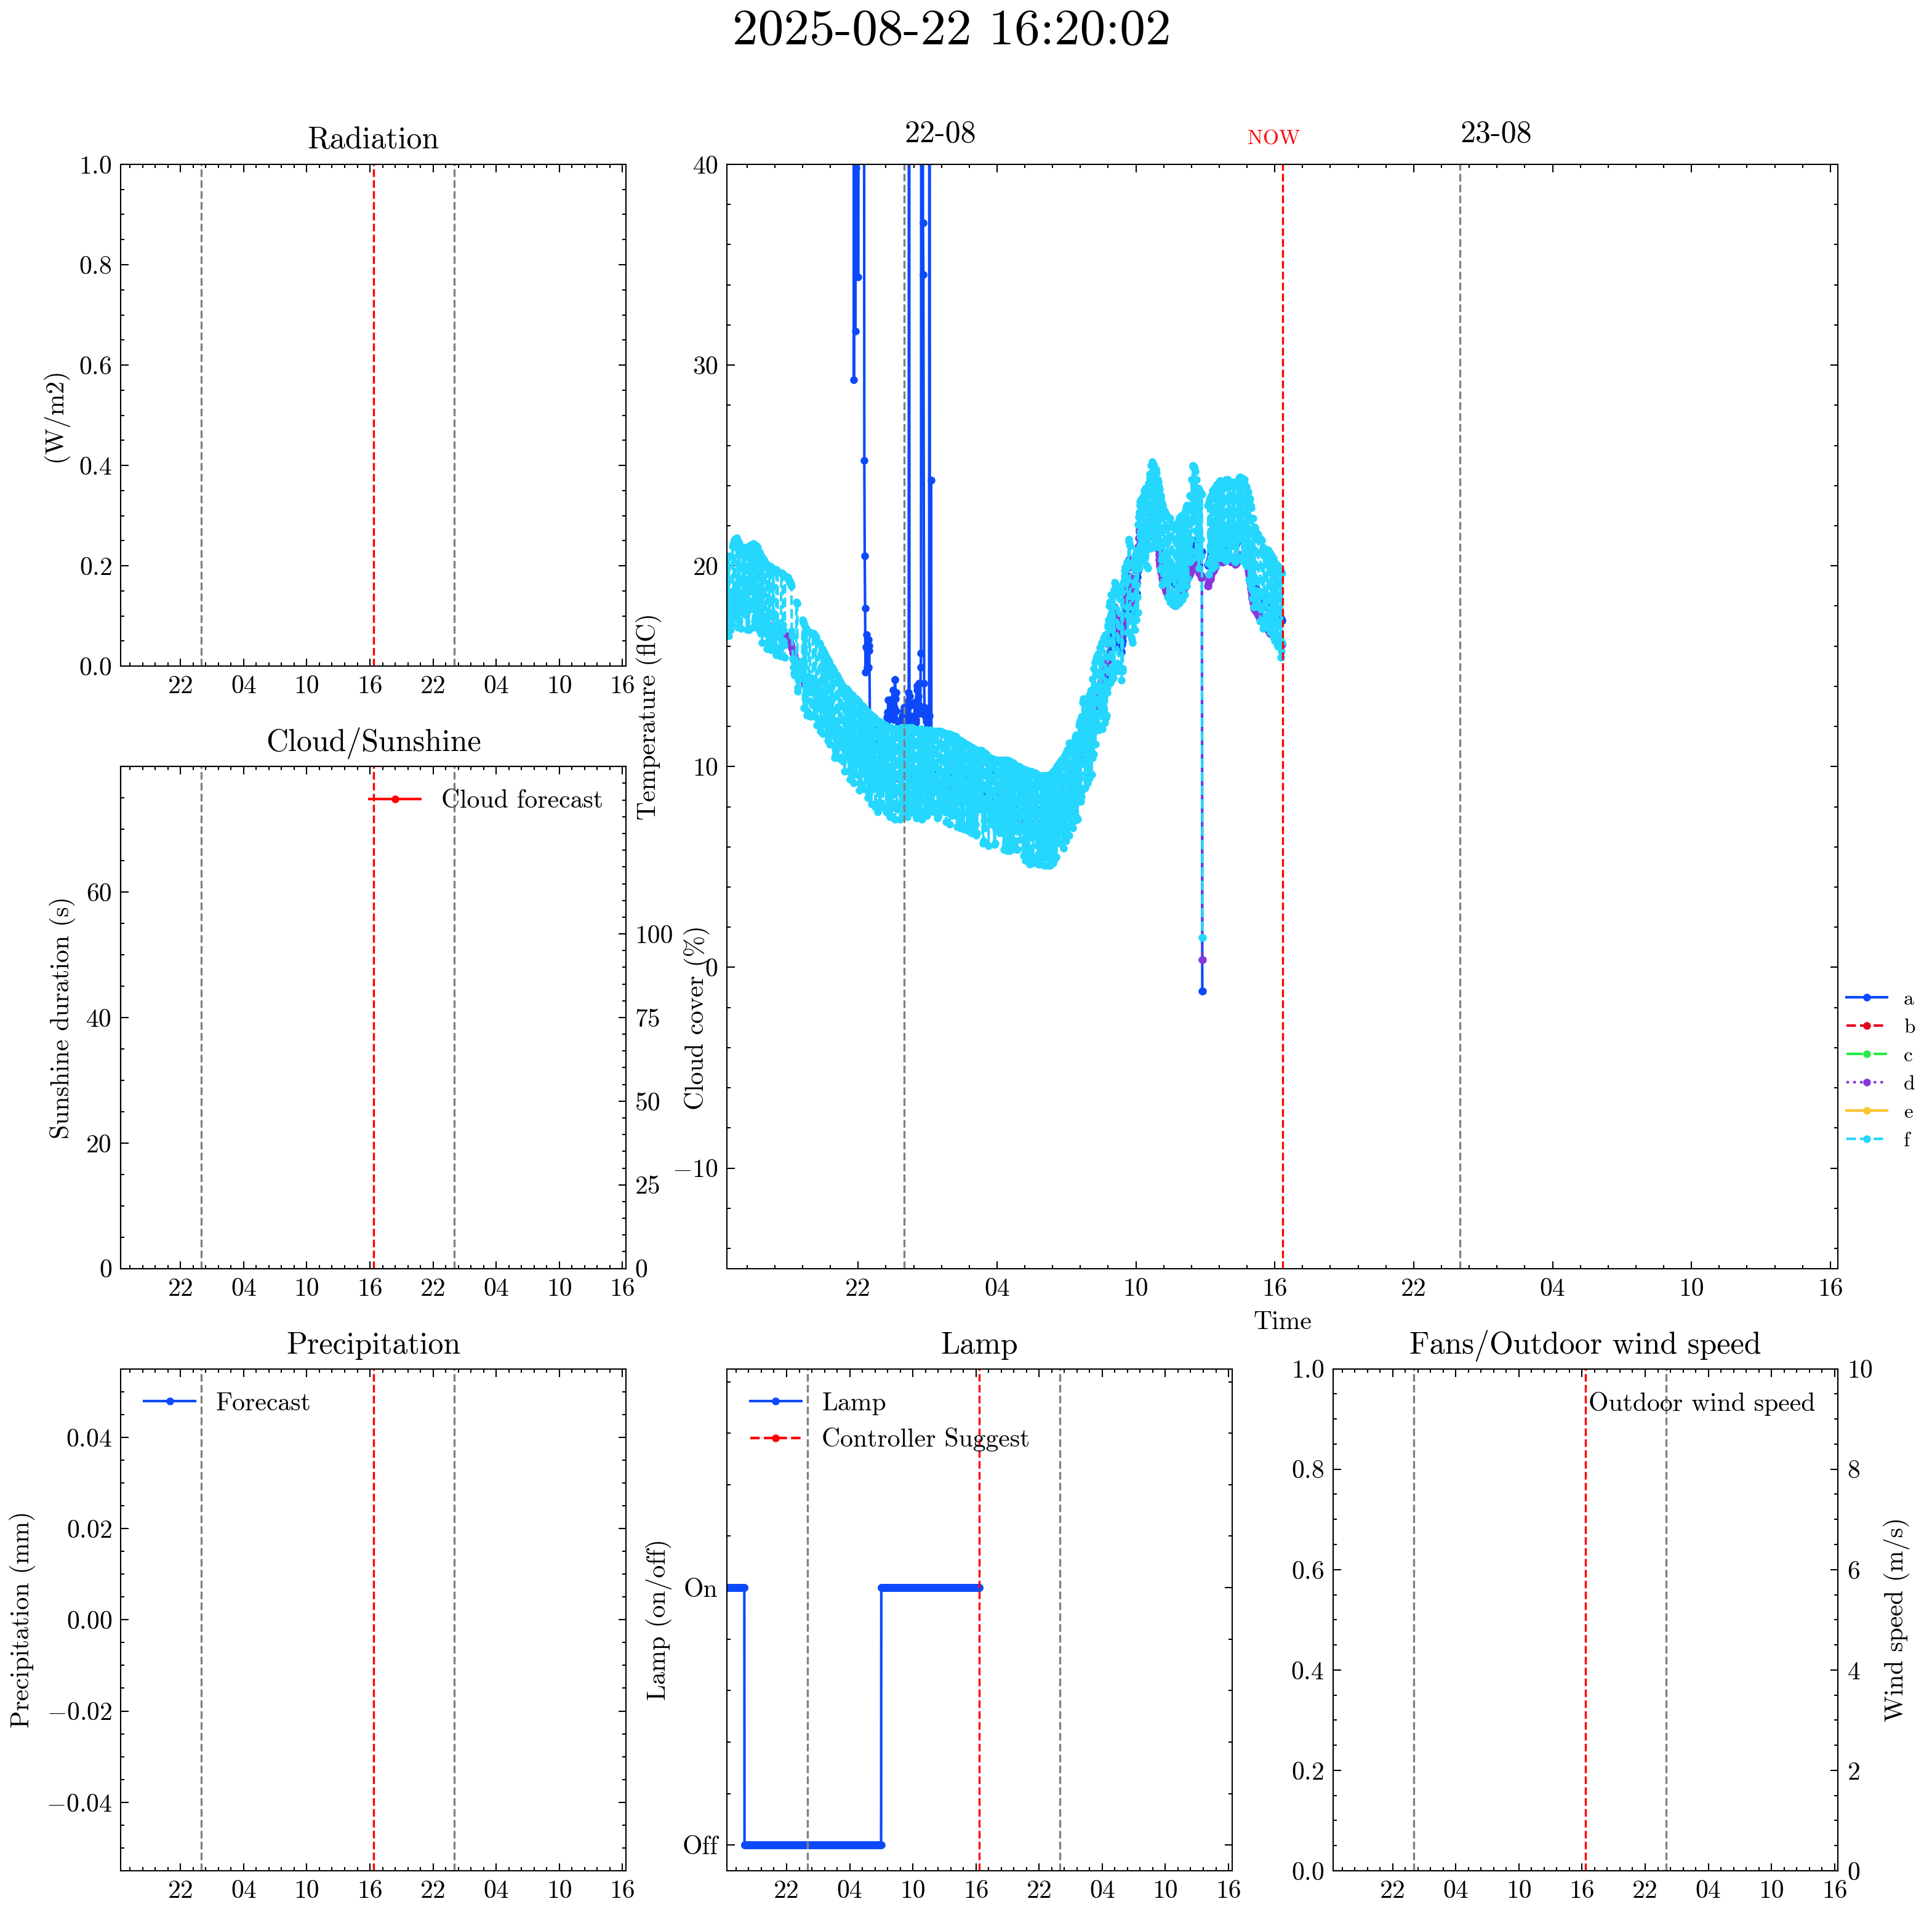 2025-08-22 16:20:02
Radiation
1.0
0.8
0.6
0.4
0.2
0.0
(W/m2)
22 04 10 16 22 04 10 16
22-08
NOW
23-08
40
30
20
10
0
−10
Temperature (flC)
22 04 10 16 22 04 10 16
Time
a
b
c
d
e
f
Cloud/Sunshine
Cloud forecast
60
40
20
0
Sunshine duration (s)
100
75
50
25
0
Cloud cover (%)
22 04 10 16 22 04 10 16
Precipitation
Forecast
0.04
0.02
0.00
−0.02
−0.04
Precipitation (mm)
22 04 10 16 22 04 10 16
Lamp
Lamp
Controller Suggest
On
Off
Lamp (on/off)
22 04 10 16 22 04 10 16
Fans/Outdoor wind speed
Outdoor wind speed
1.0
0.8
0.6
0.4
0.2
0.0
10
8
6
4
2
0
Wind speed (m/s)
22 04 10 16 22 04 10 16